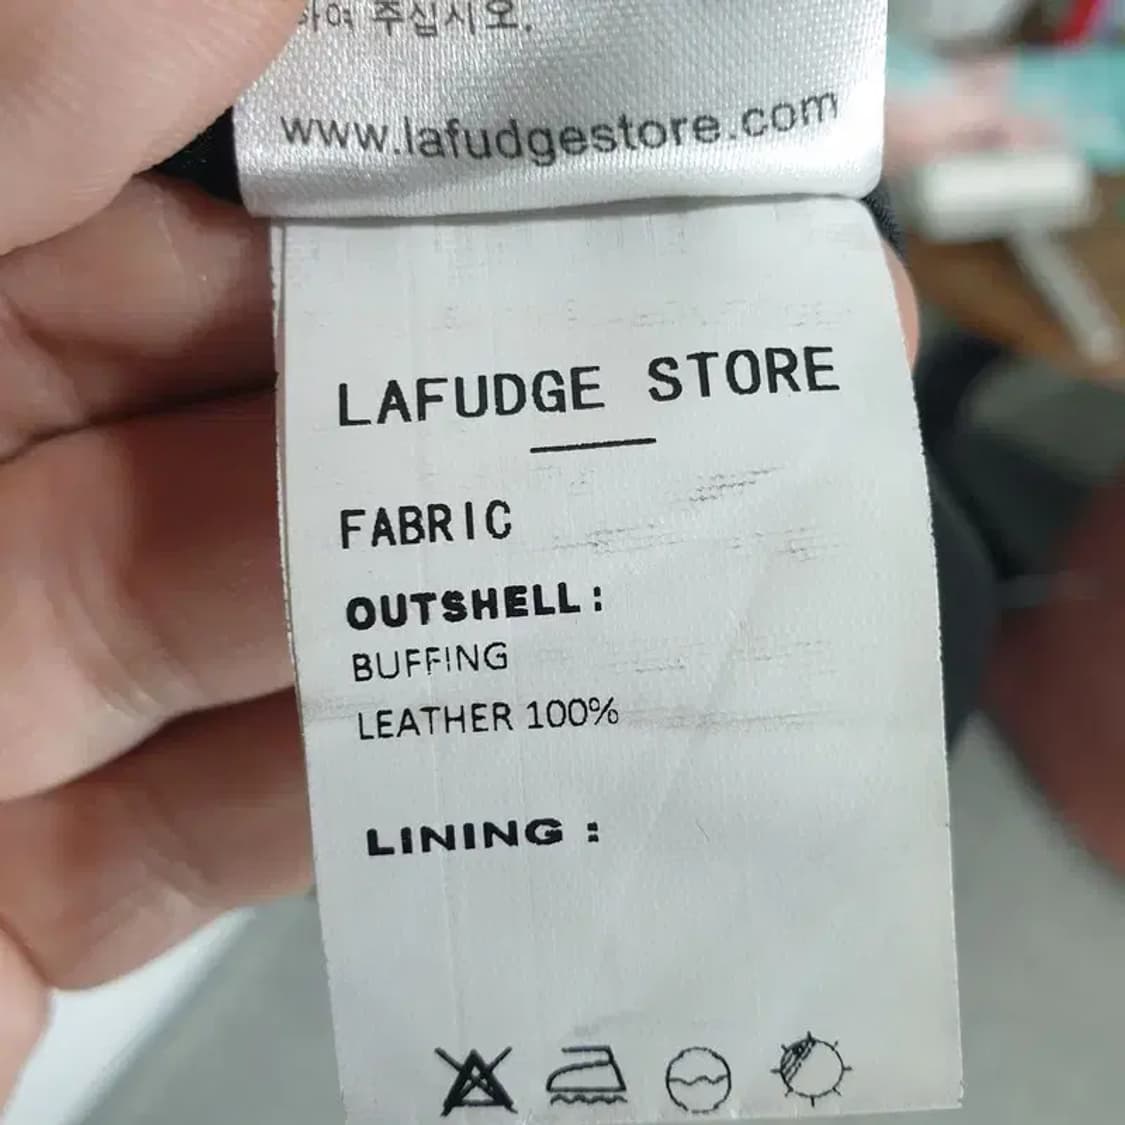 하여 주십시오.
www.lafudgestore.com
LAFUDGE STORE
FABRIC
OUTSHELL:
BUFFING
LEATHER 100%
LINING :